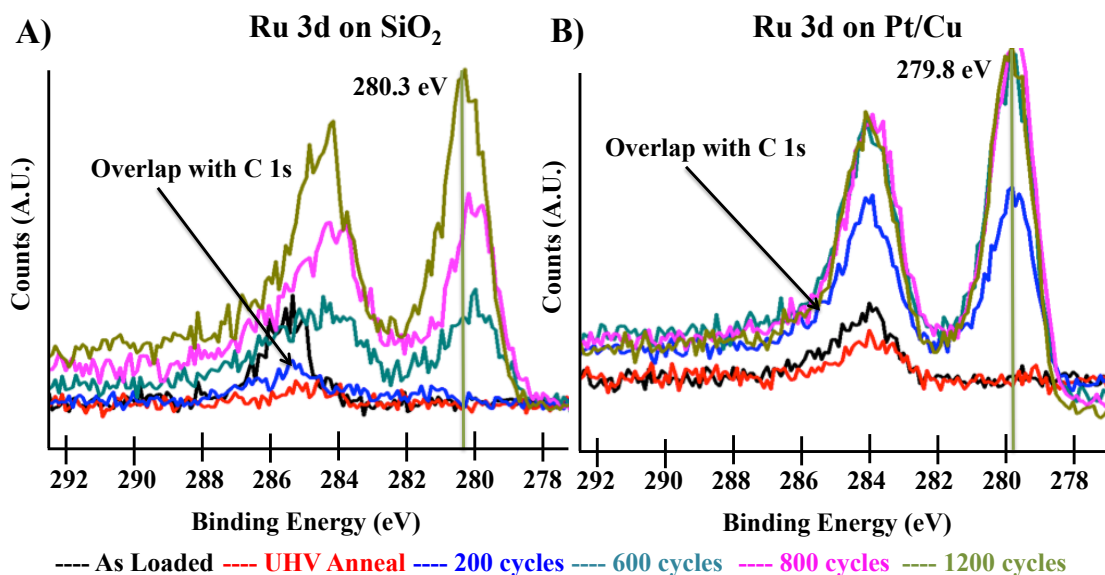 A)
Ru 3d on SiO₂
280.3 eV
Overlap with C 1s
Counts (A.U.)
292 290 288 286 284 282 280 278
Binding Energy (eV)
B)
Ru 3d on Pt/Cu
279.8 eV
Overlap with C 1s
Counts (A.U.)
292 290 288 286 284 282 280 278
Binding Energy (eV)
---- As Loaded ---- UHV Anneal ---- 200 cycles ---- 600 cycles ---- 800 cycles ---- 1200 cycles